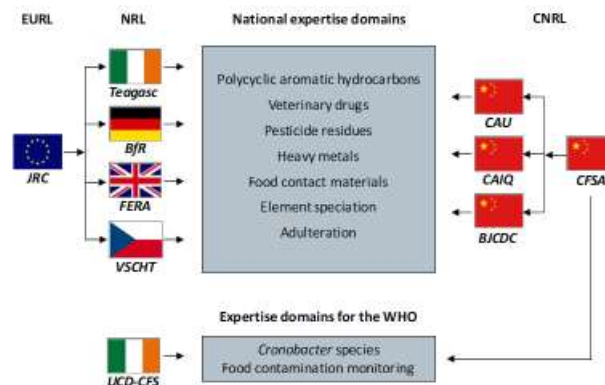 EURL NRL National expertise domains CNRL
Teagasc
BfR
JRC
FERA
VSCHT
Polycyclic aromatic hydrocarbons
Veterinary drugs
Pesticide residues
Heavy metals
Food contact materials
Element speciation
Adulteration
CAU
CAIQ
CFSA
BJCDC
Expertise domains for the WHO
UCD-CFS
Cronobacter species
Food contamination monitoring